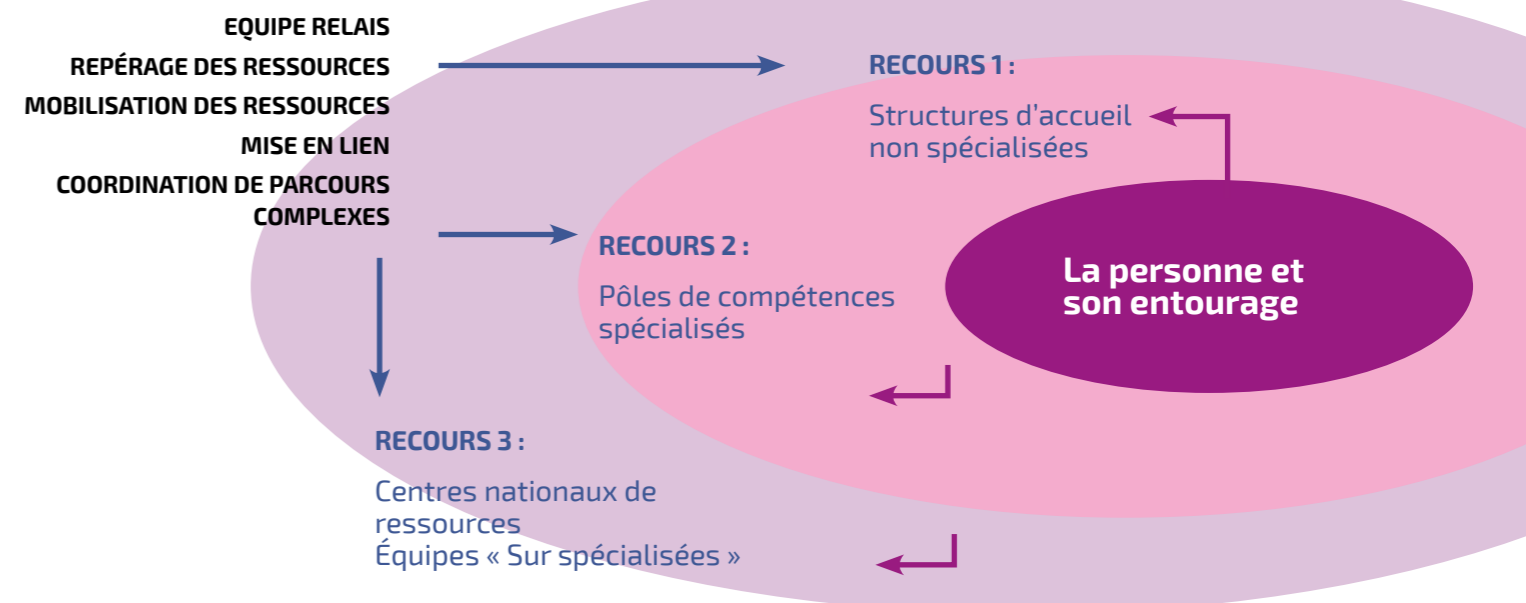 EQUIPE RELAIS
REPÉRAGE DES RESSOURCES
MOBILISATION DES RESSOURCES
MISE EN LIEN
COORDINATION DE PARCOURS
COMPLEXES
RECOURS 1 :
Structures d’accueil
non spécialisées
RECOURS 2 :
Pôles de compétences
spécialisés
La personne et
son entourage
RECOURS 3 :
Centres nationaux de
ressources
Équipes « Sur spécialisées »